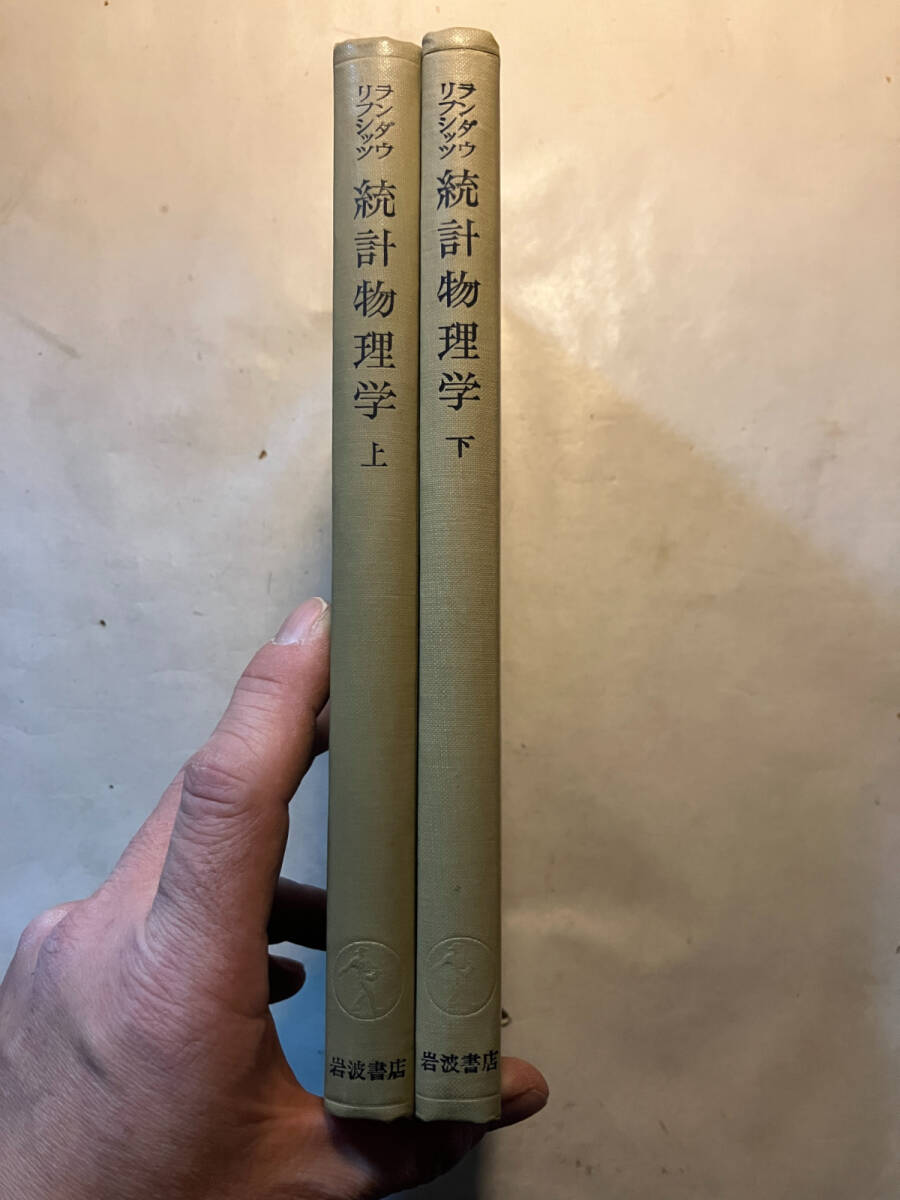 ランダウ
リフシッツ
統計物理学 上
岩波書店
ランダウ
リフシッツ
統計物理学 下
岩波書店